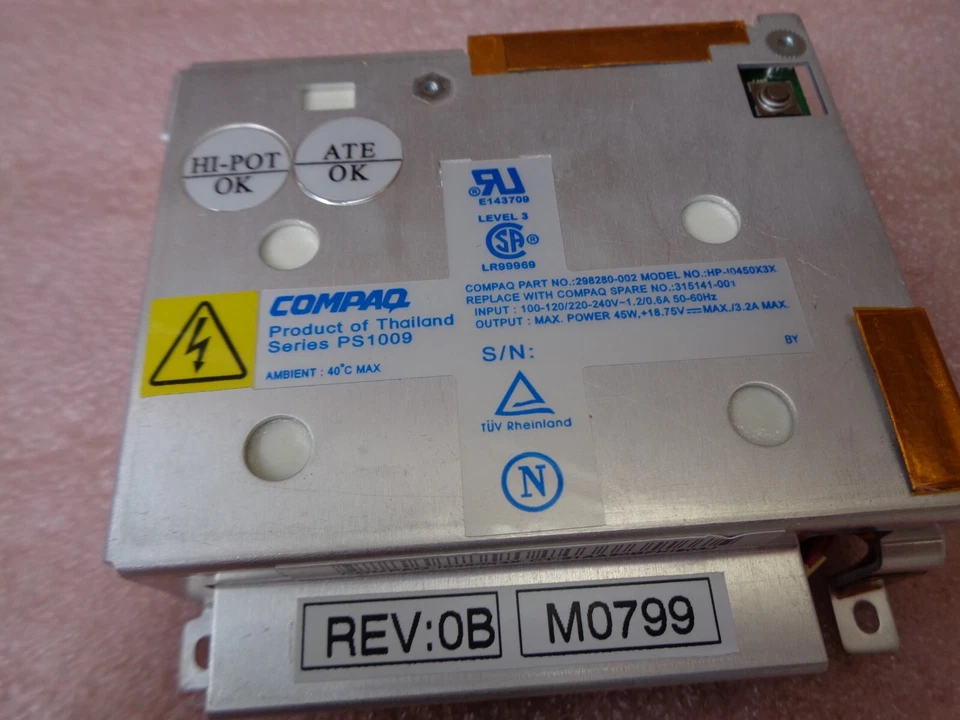 HI-POT
OK
ATE
OK
®
E143709
LEVEL 3
SA®
LR99969
COMPAQ
Product of Thailand
Series PS1009
AMBIENT : 40°C MAX
COMPAQ PART NO.:298280-002 MODEL NO.:HP-I0450X3X
REPLACE WITH COMPAQ SPARE NO.:315141-001
INPUT : 100-120/220-240V~1.2/0.6A 50-60Hz
OUTPUT : MAX. POWER 45W,+18.75V⎓MAX./3.2A MAX.
S/N:
BY
TÜV Rheinland
N
REV:0B
M0799